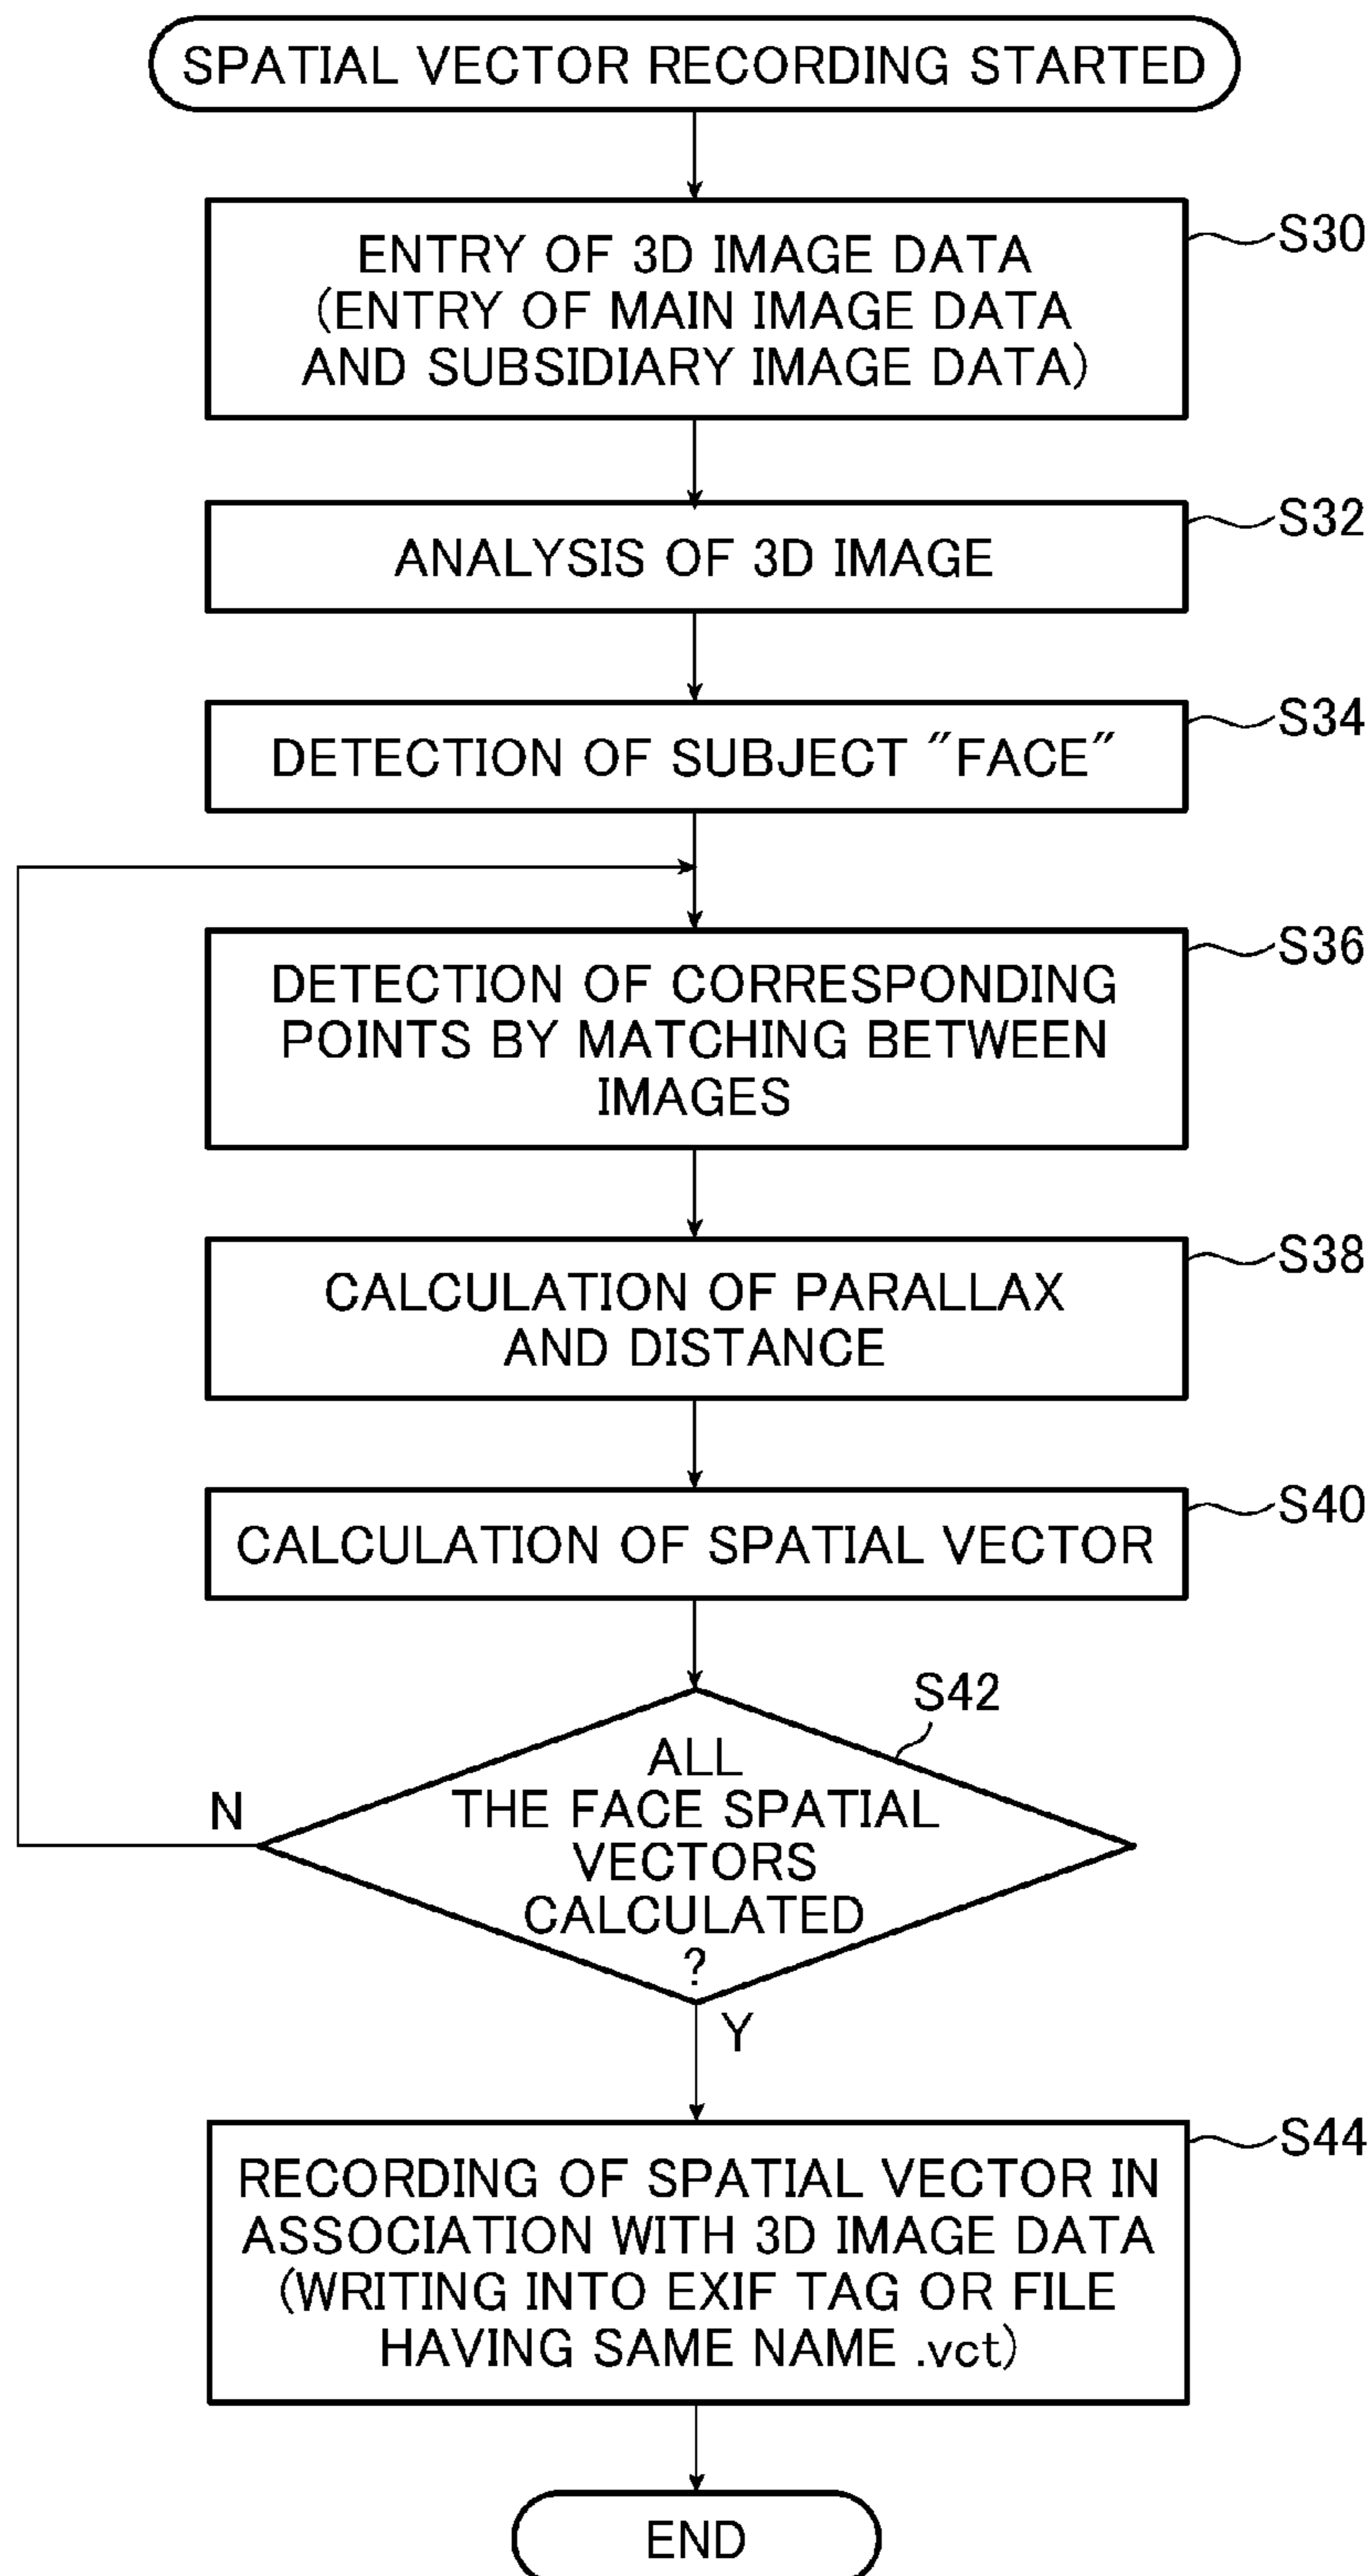 SPATIAL VECTOR RECORDING STARTED
S30
ENTRY OF 3D IMAGE DATA
(ENTRY OF MAIN IMAGE DATA
AND SUBSIDIARY IMAGE DATA)
S32
ANALYSIS OF 3D IMAGE
S34
DETECTION OF SUBJECT "FACE"
S36
DETECTION OF CORRESPONDING
POINTS BY MATCHING BETWEEN
IMAGES
S38
CALCULATION OF PARALLAX
AND DISTANCE
S40
CALCULATION OF SPATIAL VECTOR
S42
ALL
THE FACE SPATIAL
VECTORS
CALCULATED
?
N
Y
S44
RECORDING OF SPATIAL VECTOR IN
ASSOCIATION WITH 3D IMAGE DATA
(WRITING INTO EXIF TAG OR FILE
HAVING SAME NAME .vct)
END